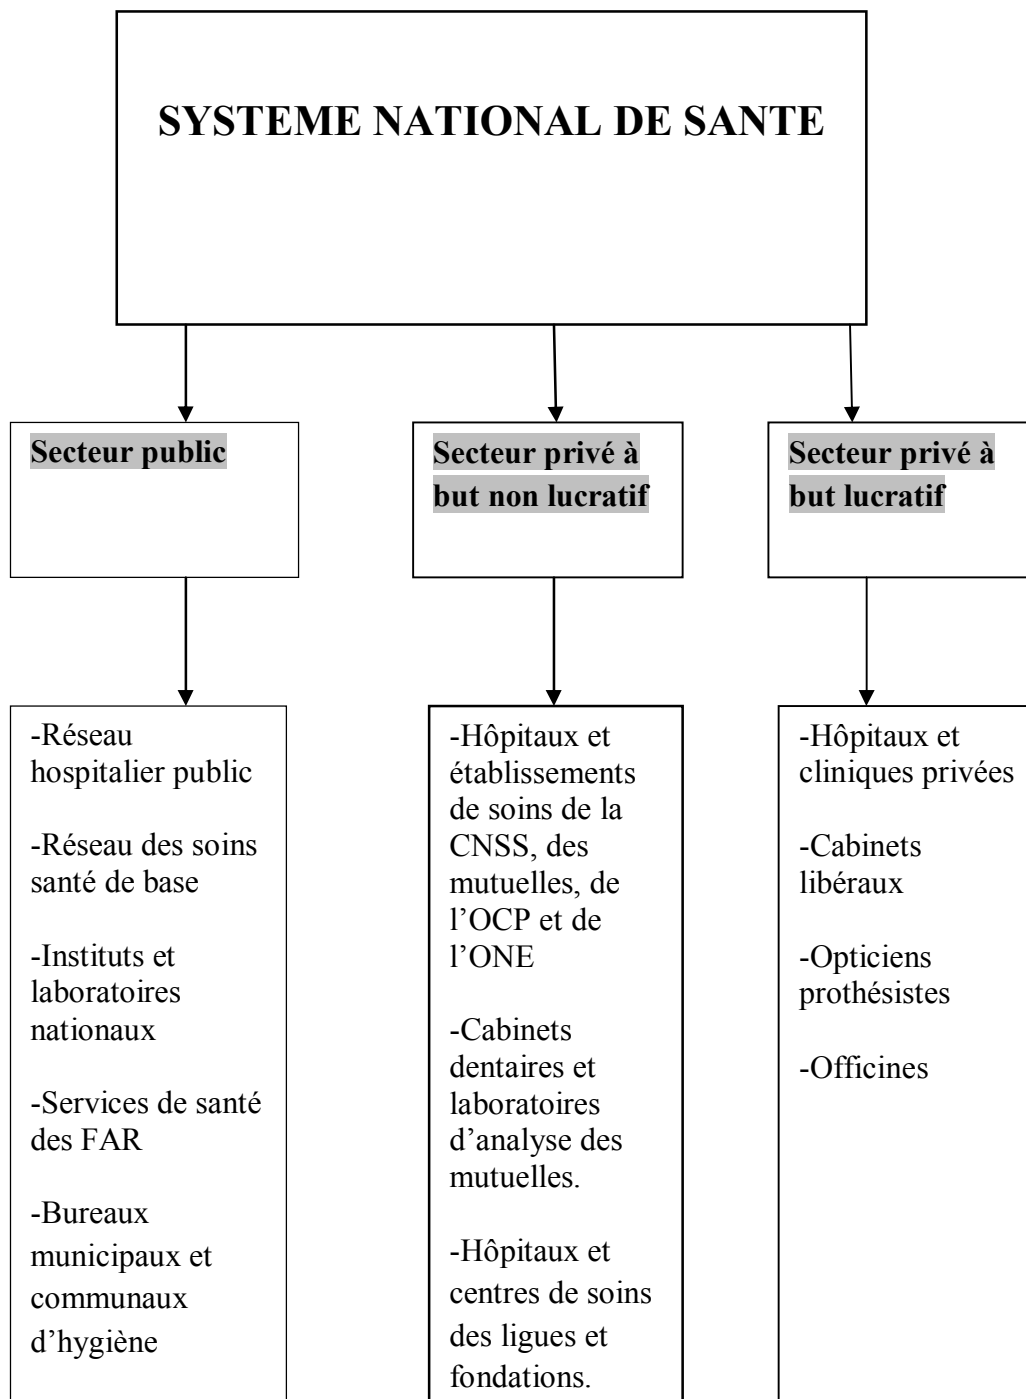 SYSTEME NATIONAL DE SANTE
Secteur public
Secteur privé à
but non lucratif
Secteur privé à
but lucratif
-Réseau
hospitalier public
-Réseau des soins
santé de base
-Instituts et
laboratoires
nationaux
-Services de santé
des FAR
-Bureaux
municipaux et
communaux
d’hygiène
-Hôpitaux et
établissements
de soins de la
CNSS, des
mutuelles, de
l’OCP et de
l’ONE
-Cabinets
dentaires et
laboratoires
d’analyse des
mutuelles.
-Hôpitaux et
centres de soins
des ligues et
fondations.
-Hôpitaux et
cliniques privées
-Cabinets
libéraux
-Opticiens
prothésistes
-Officines